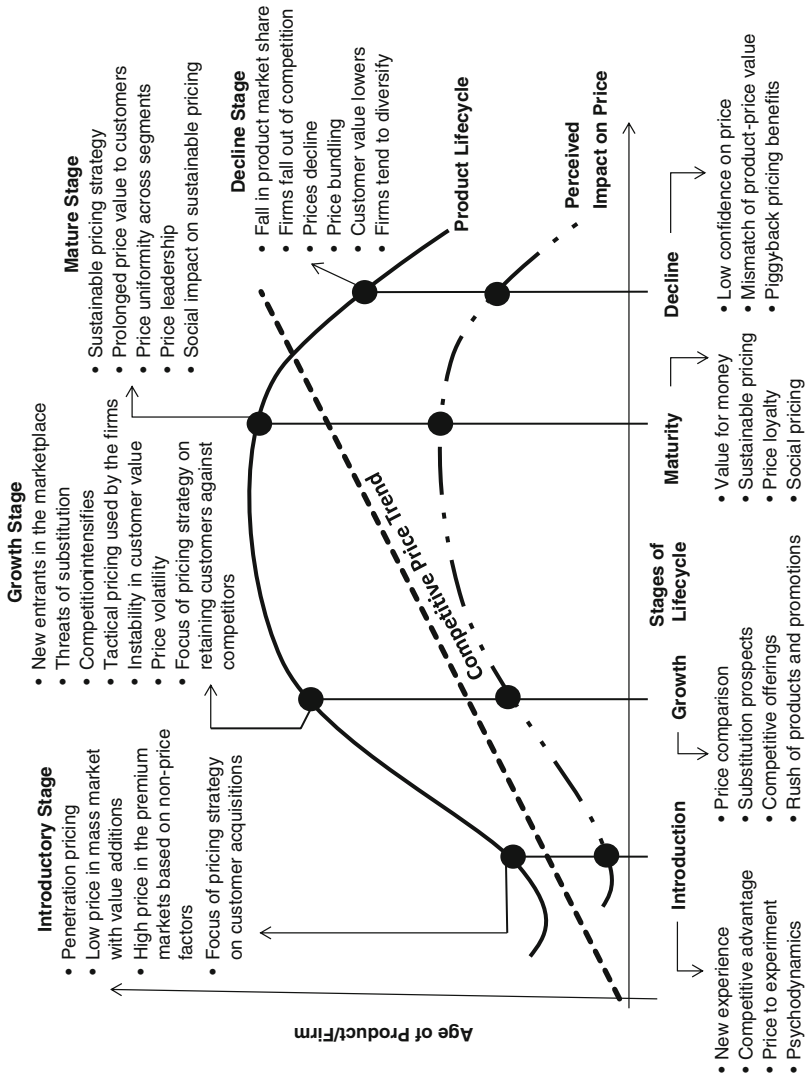 Introductory Stage
• Penetration pricing
• Low price in mass market
with value additions
• High price in the premium
markets based on non-price
factors
• Focus of pricing strategy
on customer acquisitions
Growth Stage
• New entrants in the marketplace
• Threats of substitution
• Competitionintensifies
• Tactical pricing used by the firms
• Instability in customer value
• Price volatility
• Focus of pricing strategy on
retaining customers against
competitors
Mature Stage
• Sustainable pricing strategy
• Prolonged price value to customers
• Price uniformity across segments
• Price leadership
• Social impact on sustainable pricing
Decline Stage
• Fall in product market share
• Firms fall out of competition
• Prices decline
• Price bundling
• Customer value lowers
• Firms tend to diversify
Product Lifecycle
Perceived
Impact on Price
Competitive Price Trend
Age of Product/Firm
Introduction
Growth
Stages of
Lifecycle
Maturity
Decline
• New experience
• Competitive advantage
• Price to experiment
• Psychodynamics
• Price comparison
• Substitution prospects
• Competitive offerings
• Rush of products and promotions
• Value for money
• Sustainable pricing
• Price loyalty
• Social pricing
• Low confidence on price
• Mismatch of product-price value
• Piggyback pricing benefits